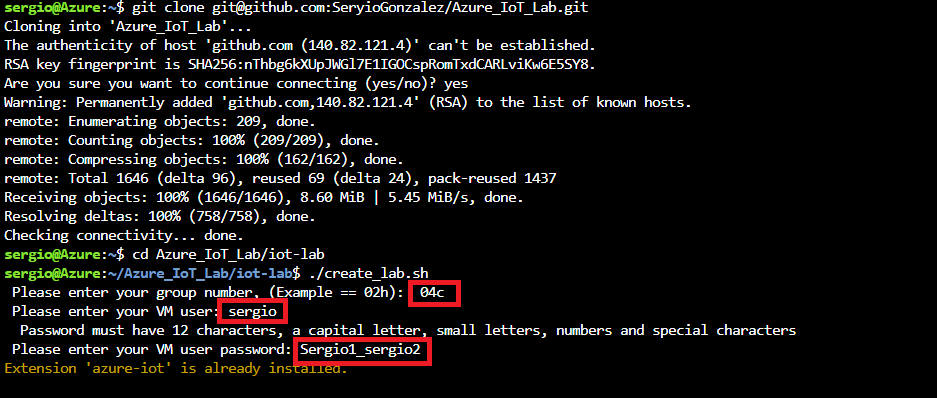 sergio@Azure:~$ git clone git@github.com:SeryioGonzalez/Azure_IoT_Lab.git
Cloning into 'Azure_IoT_Lab'...
The authenticity of host 'github.com (140.82.121.4)' can't be established.
RSA key fingerprint is SHA256:nThbg6kXUpJWGl7E1IGOCspRomTxdCARLviKw6E5SY8.
Are you sure you want to continue connecting (yes/no)? yes
Warning: Permanently added 'github.com,140.82.121.4' (RSA) to the list of known hosts.
remote: Enumerating objects: 209, done.
remote: Counting objects: 100% (209/209), done.
remote: Compressing objects: 100% (162/162), done.
remote: Total 1646 (delta 96), reused 69 (delta 24), pack-reused 1437
Receiving objects: 100% (1646/1646), 8.60 MiB | 5.45 MiB/s, done.
Resolving deltas: 100% (758/758), done.
Checking connectivity... done.
sergio@Azure:~$ cd Azure_IoT_Lab/iot-lab
sergio@Azure:~/Azure_IoT_Lab/iot-lab$ ./create_lab.sh
Please enter your group number, (Example == 02h): 04c
Please enter your VM user: sergio
Password must have 12 characters, a capital letter, small letters, numbers and special characters
Please enter your VM user password: Sergio1_sergio2
Extension 'azure-iot' is already installed.